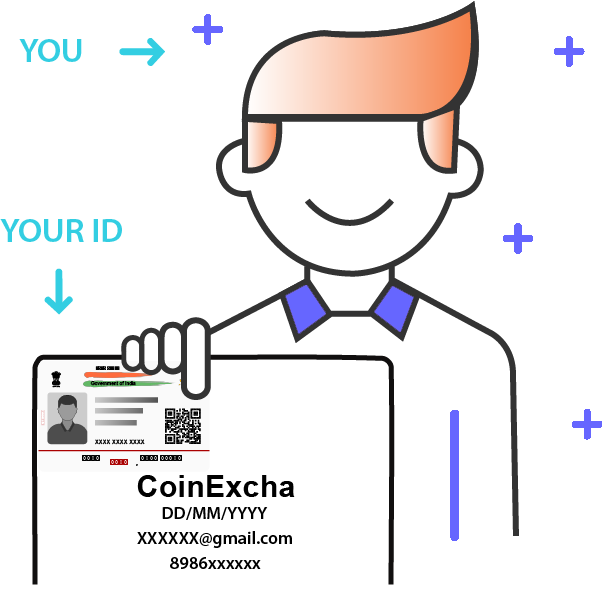 YOU
YOUR ID
Government of India
XXXX XXXX XXXX
CoinExcha
DD/MM/YYYY
XXXXXX@gmail.com
8986xxxxxx